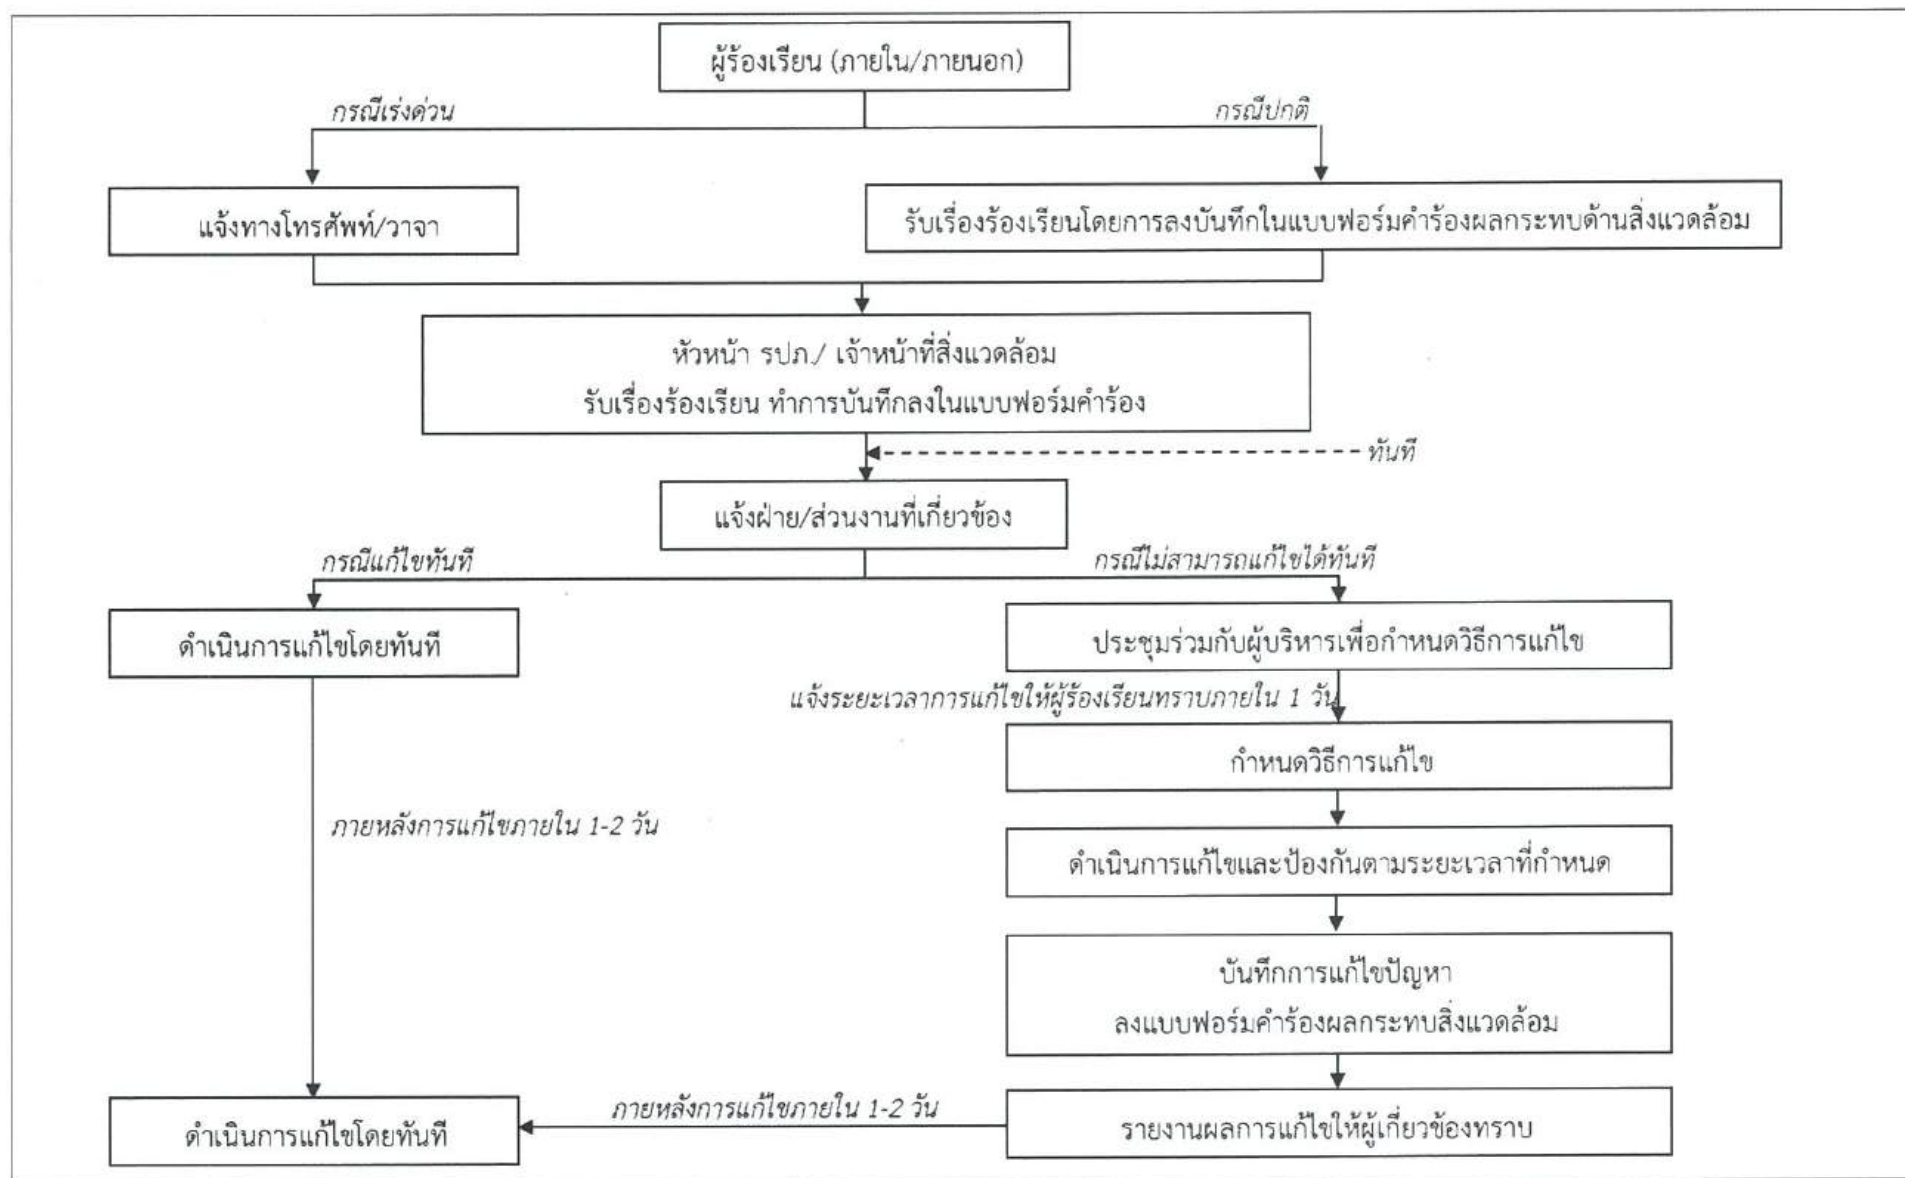 ผู้ร้องเรียน (ภายใน/ภายนอก)
กรณีเร่งด่วน
กรณีปกติ
แจ้งทางโทรศัพท์/วาจา
รับเรื่องร้องเรียนโดยการลงบันทึกในแบบฟอร์มคำร้องผลกระทบด้านสิ่งแวดล้อม
หัวหน้า รปภ./ เจ้าหน้าที่สิ่งแวดล้อม
รับเรื่องร้องเรียน ทำการบันทึกลงในแบบฟอร์มคำร้อง
ทันที
แจ้งฝ่าย/ส่วนงานที่เกี่ยวข้อง
กรณีแก้ไขทันที
กรณีไม่สามารถแก้ไขได้ทันที
ดำเนินการแก้ไขโดยทันที
ประชุมร่วมกับผู้บริหารเพื่อกำหนดวิธีการแก้ไข
แจ้งระยะเวลาการแก้ไขให้ผู้ร้องเรียนทราบภายใน 1 วัน
กำหนดวิธีการแก้ไข
ภายหลังการแก้ไขภายใน 1-2 วัน
ดำเนินการแก้ไขและป้องกันตามระยะเวลาที่กำหนด
บันทึกการแก้ไขปัญหา
ลงแบบฟอร์มคำร้องผลกระทบสิ่งแวดล้อม
ภายหลังการแก้ไขภายใน 1-2 วัน
ดำเนินการแก้ไขโดยทันที
รายงานผลการแก้ไขให้ผู้เกี่ยวข้องทราบ